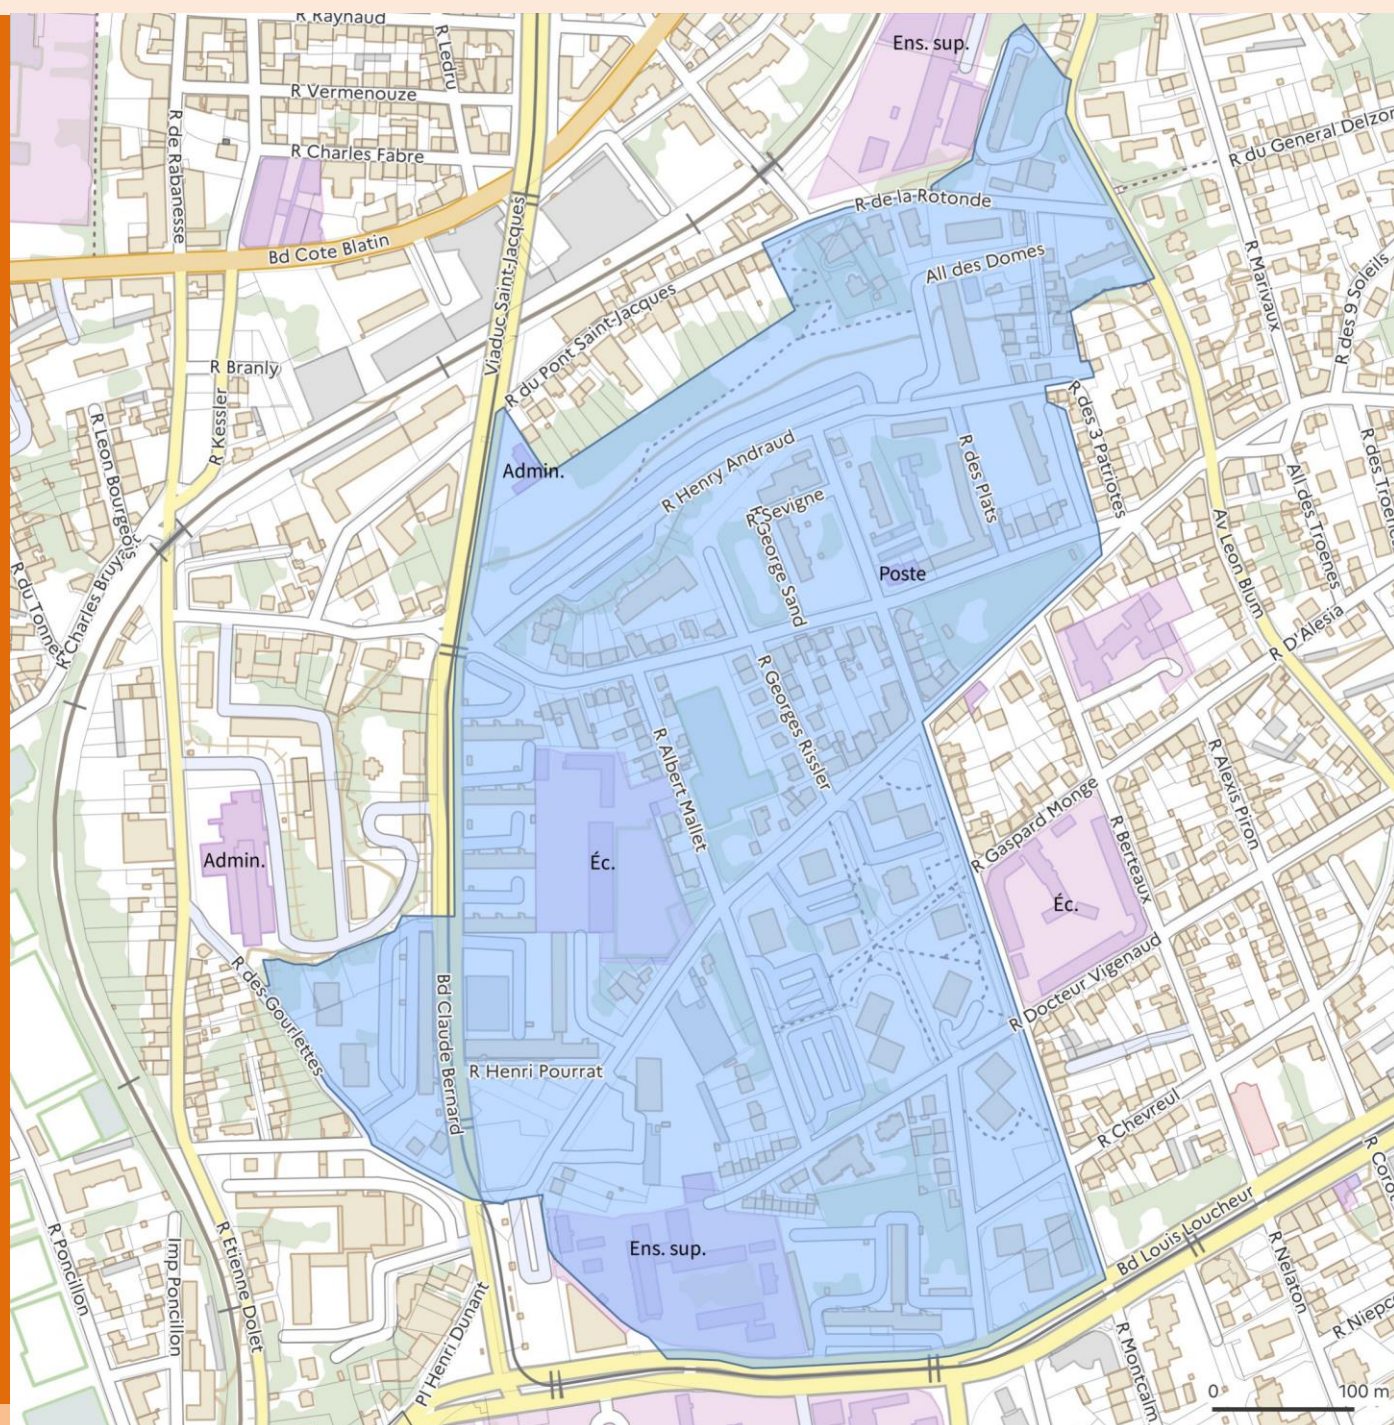 R Raynaud
R Ledru
Ens. sup.
R Vermenouze
R de Rabanesse
R Charles Fabre
R du General Delzon
R de la Rotonde
Bd Cote Blatin
Viaduc Saint-Jacques
All des Domes
R Marivaux
R des 9 Soleils
R du Pont Saint-Jacques
R Branly
R Kessler
R Leon Bourgeois
R des 3 Patriotes
Admin.
R Henry Andraud
R Sevigne
R des Plats
R George Sand
All des Troenes
R des Troenes
Av Leon Blum
R du Tonnet
R Charles Bruyant
Poste
R D'Alesia
R Georges Rissler
R Albert Mallet
R Alexis Piron
R Gaspard Monge
R Berteaux
Admin.
Éc.
Éc.
R des Gourlettes
R Docteur Vigenaud
Bd Claude Bernard
R Henri Pourrat
R Chevreul
R Poncillon
Imp Poncillon
R Etienne Dolet
Ens. sup.
Bd Louis Loucheur
R Nelaton
Pl Henri Dunant
R Montcalm
0 100 m